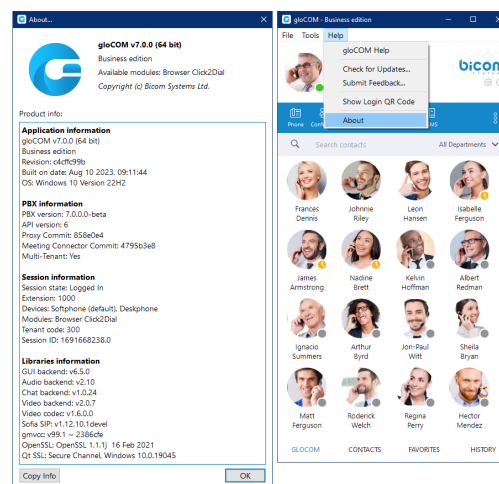 About...
gloCOM v7.0.0 (64 bit)
Business edition
Available modules: Browser Click2Dial
Copyright (c) Bicom Systems Ltd.
Product info:
Application information
gloCOM v7.0.0 (64 bit)
Business edition
Revision: c4cffc99b
Built on date: Aug 10 2023, 09:11:44
OS: Windows 10 Version 22H2
PBX information
PBX version: 7.0.0.0-beta
API version: 6
Proxy Commit: 858e0e4
Meeting Connector Commit: 4795b3e8
Multi-Tenant: Yes
Session information
Session state: Logged In
Extension: 1000
Devices: Softphone (default), Deskphone
Modules: Browser Click2Dial
Tenant code: 300
Session ID: 1691668238.0
Libraries information
GUI backend: v6.5.0
Audio backend: v2.10
Chat backend: v1.0.24
Video backend: v2.0.7
Video codec: v1.6.0.0
Sofia SIP: v1.12.10.1devel
gmvcc: v99.1 ~ 2386cfe
OpenSSL: OpenSSL 1.1.1j 16 Feb 2021
Qt SSL: Secure Channel, Windows 10.0.19045
Copy Info
OK
gloCOM - Business edition
File Tools Help
gloCOM Help
Check for Updates...
Submit Feedback...
Show Login QR Code
About
bicom
SYSTEMS
Phone
Search contacts
All Departments
Frances Johnnie Leon Isabelle
Dennis Riley Hansen Ferguson
James Nadine Kelvin Albert
Armstrong Brett Hoffman Redman
Ignacio Arthur Jon-Paul Sheila
Summers Byrd Witt Bryan
Matt Roderick Regina Hector
Ferguson Welch Perry Mendez
GLOCOM CONTACTS FAVORITES HISTORY